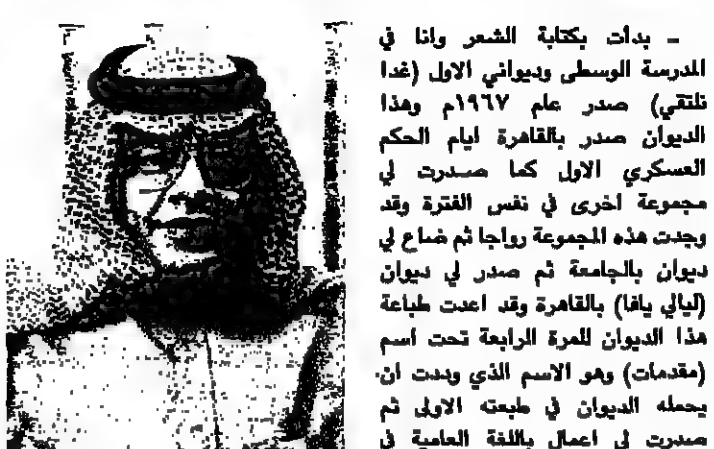 ـ بدأت بكتابة الشعر وانا في
المدرسة الوسطى وديواني الاول (غدا
نلتقي) صدر عام ١٩٦٧م وهذا
الديوان صدر بالقاهرة ايام الحكم
العسكري الاول كما صدرت لي
مجموعة اخرى في نفس الفترة وقد
وجدت هذه المجموعة رواجا ثم ضاع لي
ديوان بالجامعة ثم صدر لي ديوان
(ليالي يافا) بالقاهرة وقد اعدت طباعة
هذا الديوان للمرة الرابعة تحت اسم
(مقدمات) وهو الاسم الذي وددت ان
يحمله الديوان في طبعته الاولى ثم
صدرت لي اعمال باللغة العامية في